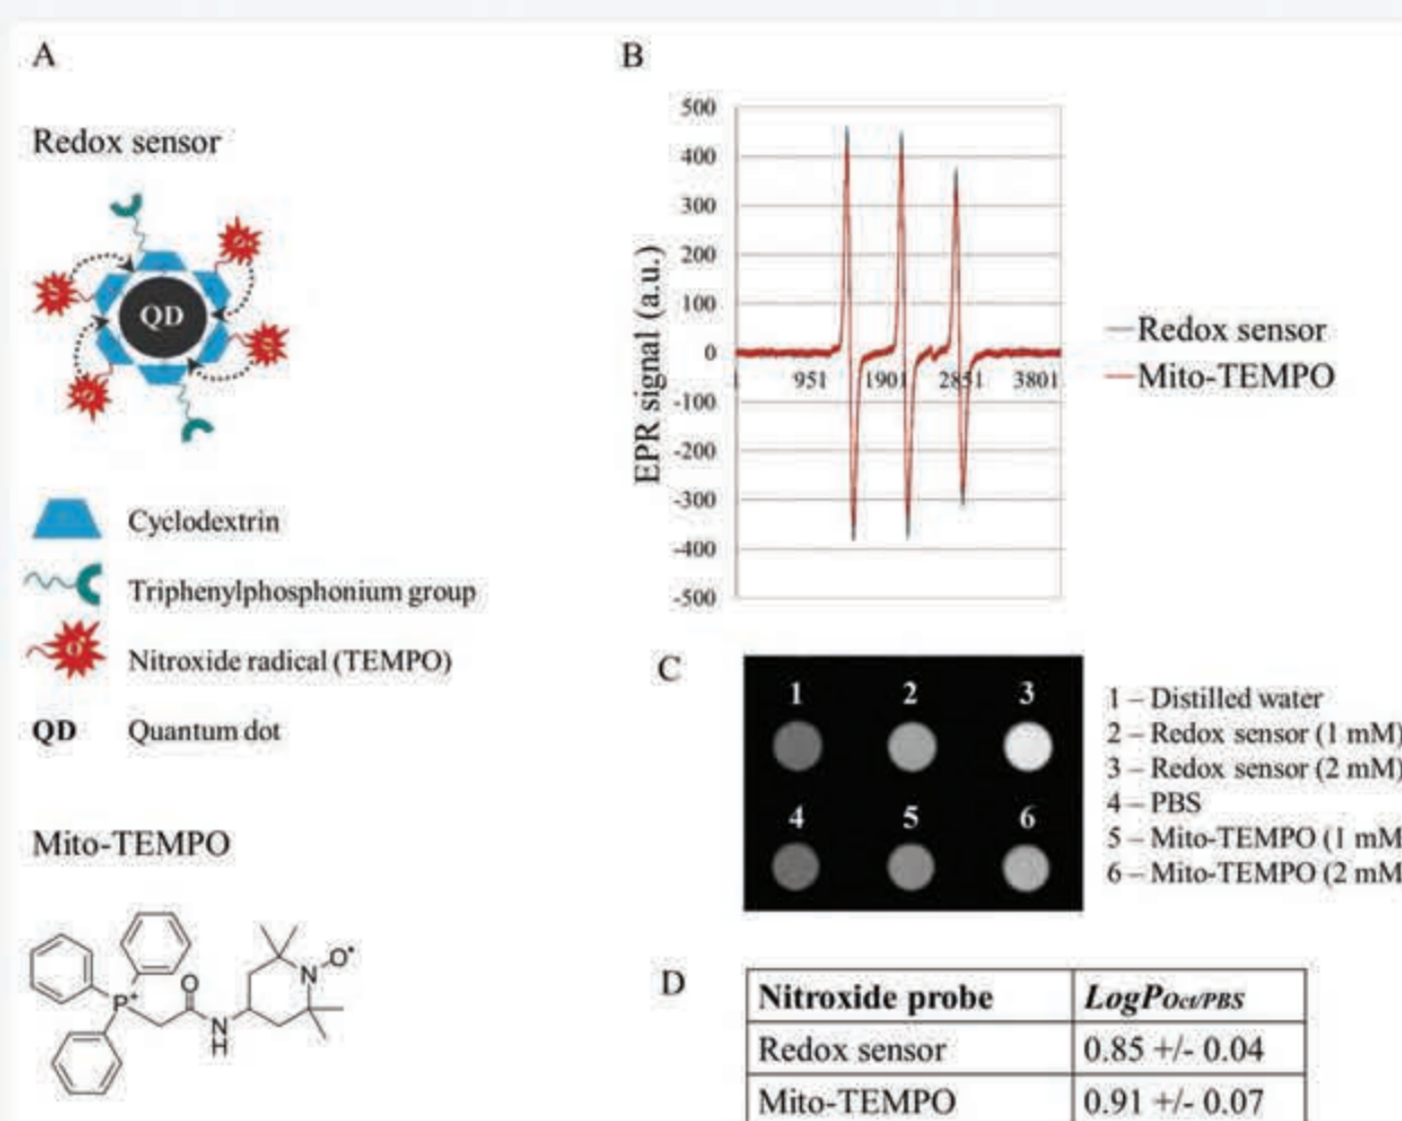 A
Redox sensor
QD
Cyclodextrin
Triphenylphosphonium group
Nitroxide radical (TEMPO)
QD Quantum dot
Mito-TEMPO
P+
O
N
H
N
O•
B
EPR signal (a.u.)
500
400
300
200
100
0
-100
-200
-300
-400
-500
1 951 1901 2851 3801
Redox sensor
Mito-TEMPO
C
1 2 3
4 5 6
1 – Distilled water
2 – Redox sensor (1 mM)
3 – Redox sensor (2 mM)
4 – PBS
5 – Mito-TEMPO (1 mM
6 – Mito-TEMPO (2 mM
D
Nitroxide probe LogPOct/PBS
Redox sensor 0.85 +/- 0.04
Mito-TEMPO 0.91 +/- 0.07